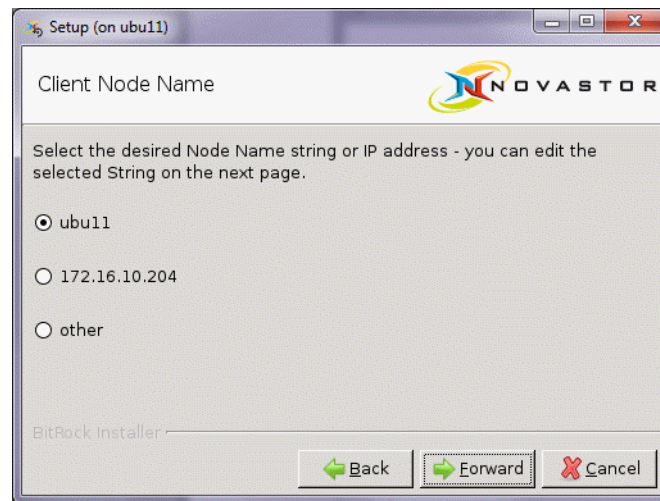 Setup (on ubu11)
Client Node Name
NOVASTOR
Select the desired Node Name string or IP address - you can edit the
selected String on the next page.
ubu11
172.16.10.204
other
BitRock Installer
Back
Forward
Cancel